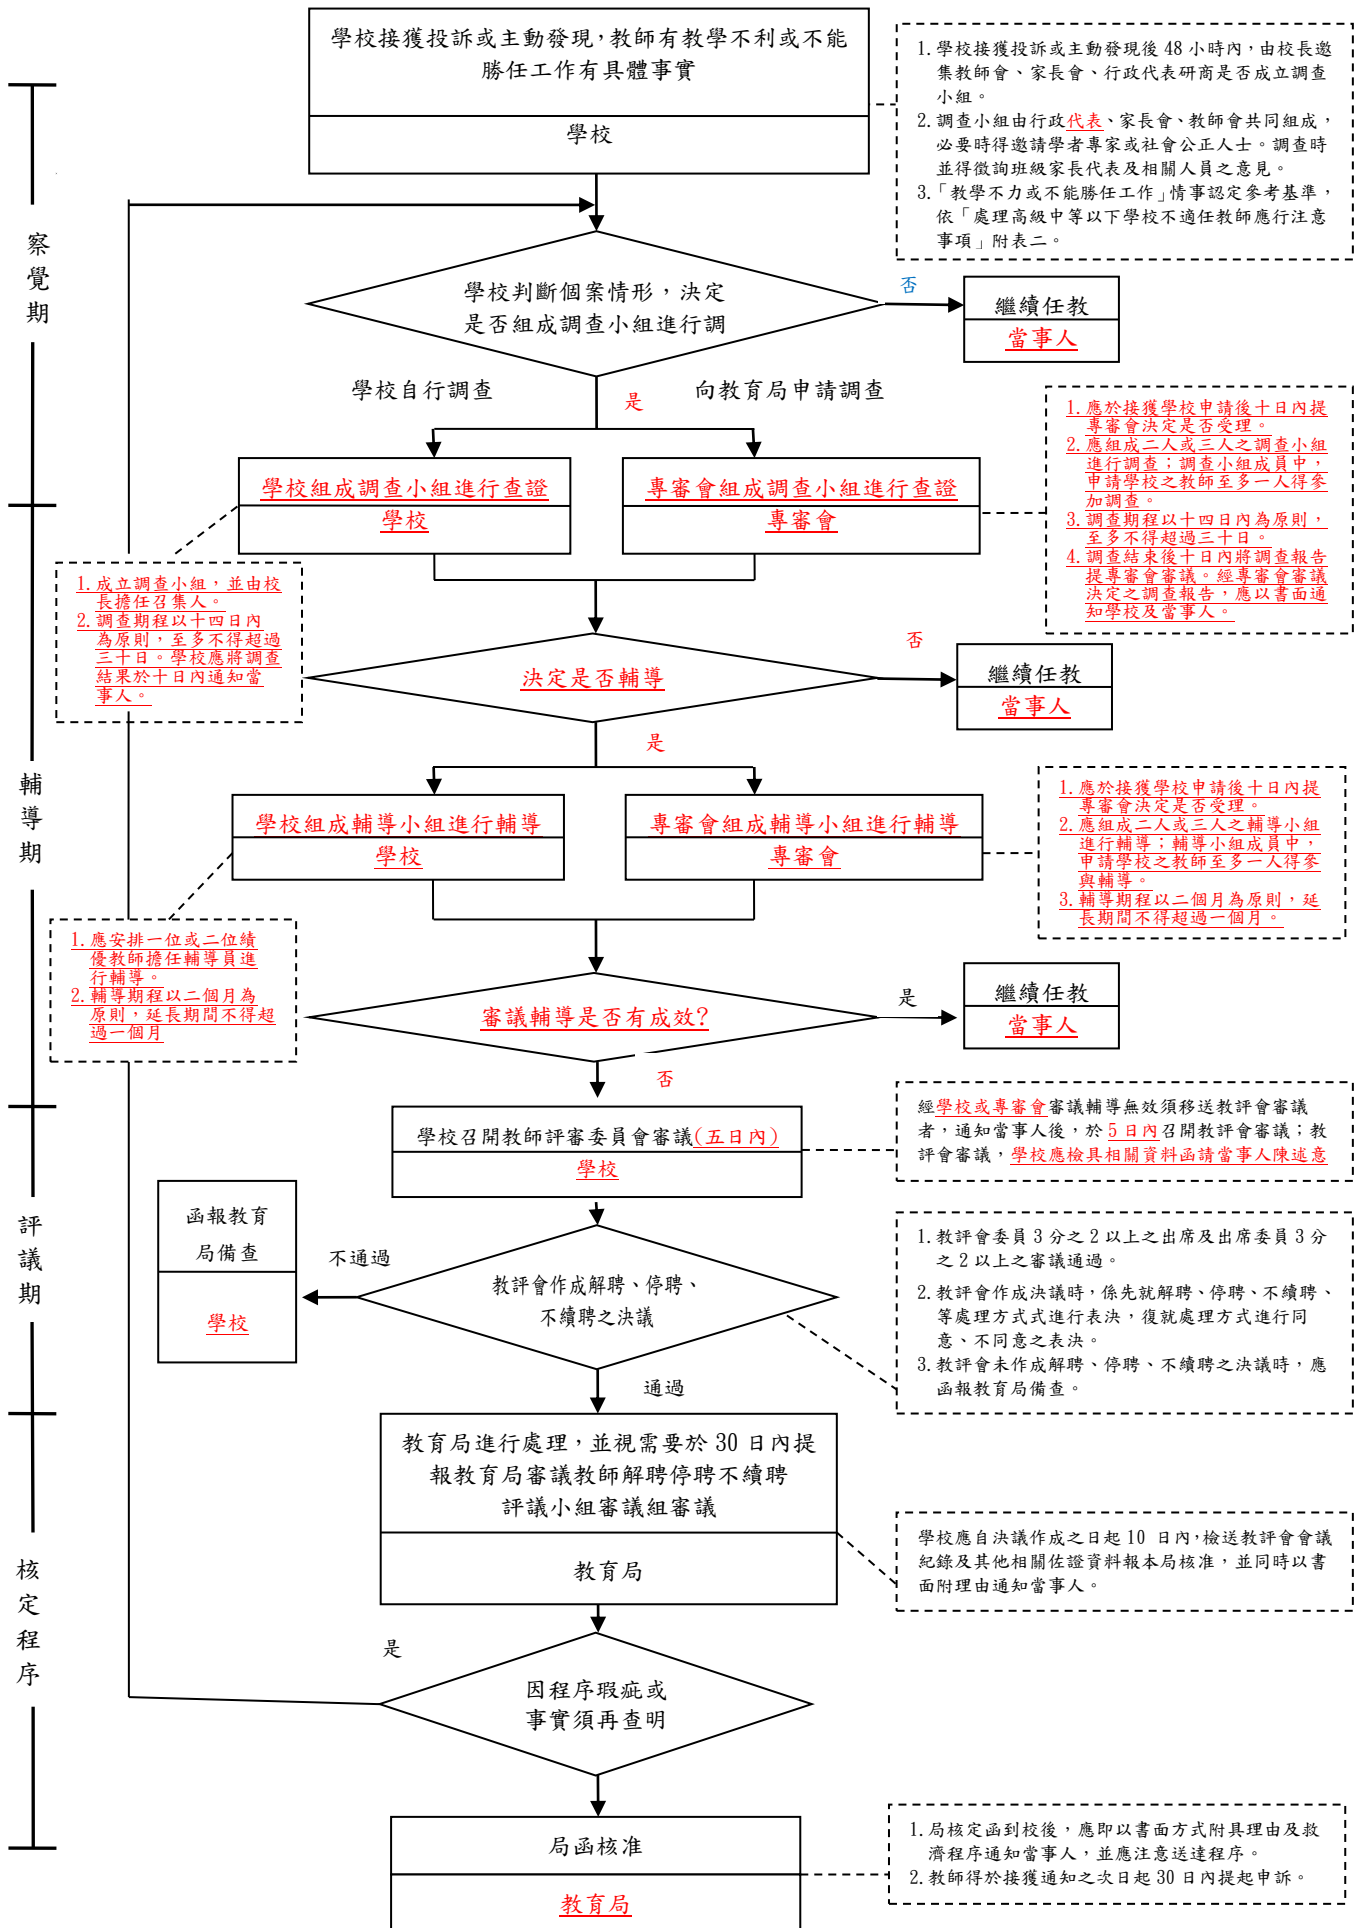 學校接獲投訴或主動發現，教師有教學不利或不能
勝任工作有具體事實
學校
1. 學校接獲投訴或主動發現後 48 小時內，由校長邀
集教師會、家長會、行政代表研商是否成立調查
小組。
2. 調查小組由行政代表、家長會、教師會共同組成，
必要時得邀請學者專家或社會公正人士。調查時
並得徵詢班級家長代表及相關人員之意見。
3.「教學不力或不能勝任工作」情事認定參考基準，
依「處理高級中等以下學校不適任教師應行注意
事項」附表二。
察
覺
期
學校判斷個案情形，決定
是否組成調查小組進行調
否
繼續任教
當事人
學校自行調查
是
向教育局申請調查
1. 應於接獲學校申請後十日內提
專審會決定是否受理。
2. 應組成二人或三人之調查小組
進行調查；調查小組成員中，
申請學校之教師至多一人得參
加調查。
3. 調查期程以十四日內為原則，
至多不得超過三十日。
4. 調查結束後十日內將調查報告
提專審會審議。經專審會審議
決定之調查報告，應以書面通
知學校及當事人。
學校組成調查小組進行查證
學校
專審會組成調查小組進行查證
專審會
1. 成立調查小組，並由校
長擔任召集人。
2. 調查期程以十四日內
為原則，至多不得超過
三十日。學校應將調查
結果於十日內通知當
事人。
決定是否輔導
否
繼續任教
當事人
是
輔
導
期
學校組成輔導小組進行輔導
學校
專審會組成輔導小組進行輔導
專審會
1. 應於接獲學校申請後十日內提
專審會決定是否受理。
2. 應組成二人或三人之輔導小組
進行輔導；輔導小組成員中，
申請學校之教師至多一人得參
與輔導。
3. 輔導期程以二個月為原則，延
長期間不得超過一個月。
1. 應安排一位或二位績
優教師擔任輔導員進
行輔導。
2. 輔導期程以二個月為
原則，延長期間不得超
過一個月
審議輔導是否有成效?
是
繼續任教
當事人
否
學校召開教師評審委員會審議(五日內)
學校
經學校或專審會審議輔導無效須移送教評會審議
者，通知當事人後，於 5 日內召開教評會審議；教
評會審議，學校應檢具相關資料函請當事人陳述意
評
議
期
函報教育
局備查
學校
不通過
教評會作成解聘、停聘、
不續聘之決議
1. 教評會委員 3 分之 2 以上之出席及出席委員 3 分
之 2 以上之審議通過。
2. 教評會作成決議時，係先就解聘、停聘、不續聘、
等處理方式式進行表決，復就處理方式進行同
意、不同意之表決。
3. 教評會未作成解聘、停聘、不續聘之決議時，應
函報教育局備查。
通過
教育局進行處理，並視需要於 30 日內提
報教育局審議教師解聘停聘不續聘
評議小組審議組審議
教育局
學校應自決議作成之日起 10 日內，檢送教評會會議
紀錄及其他相關佐證資料報本局核准，並同時以書
面附理由通知當事人。
核
定
程
序
是
因程序瑕疵或
事實須再查明
局函核准
教育局
1. 局核定函到校後，應即以書面方式附具理由及救
濟程序通知當事人，並應注意送達程序。
2. 教師得於接獲通知之次日起 30 日內提起申訴。